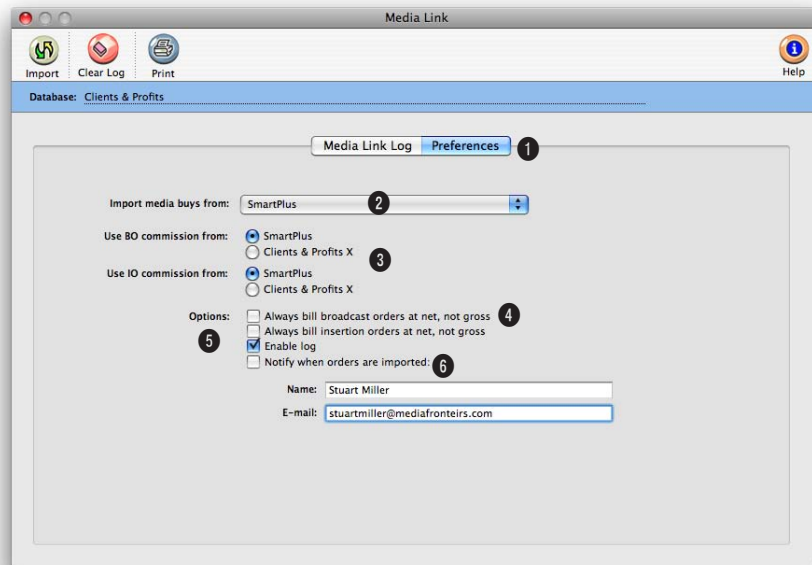 Media Link
Import Clear Log Print Help
Database: Clients & Profits
Media Link Log Preferences 1
Import media buys from: SmartPlus 2
Use BO commission from: SmartPlus
Clients & Profits X 3
Use IO commission from: SmartPlus
Clients & Profits X
Options: Always bill broadcast orders at net, not gross 4
Always bill insertion orders at net, not gross
5 Enable log
Notify when orders are imported: 6
Name: Stuart Miller
E-mail: stuartmiller@mediafronteirs.com